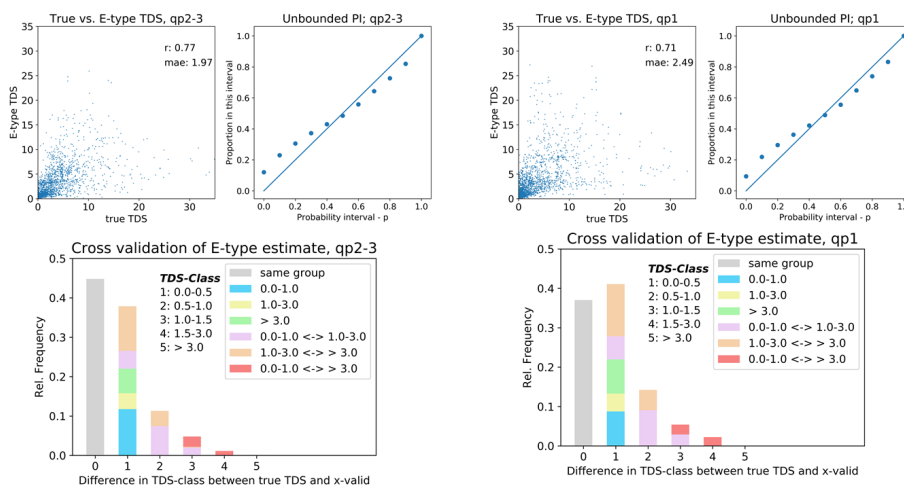 True vs. E-type TDS, qp2-3
35
30
25
20
15
10
5
0
0
10
20
30
E-type TDS
true TDS
r: 0.77
mae: 1.97
Unbounded PI; qp2-3
1.0
0.8
0.6
0.4
0.2
0.0
0.0
0.2
0.4
0.6
0.8
1.0
Proportion in this interval
Probability interval - p
True vs. E-type TDS, qp1
35
30
25
20
15
10
5
0
0
10
20
30
E-type TDS
true TDS
r: 0.71
mae: 2.49
Unbounded PI; qp1
1.0
0.8
0.6
0.4
0.2
0.0
0.0
0.2
0.4
0.6
0.8
1.0
Proportion in this interval
Probability interval - p
Cross validation of E-type estimate, qp2-3
0.5
0.4
0.3
0.2
0.1
0.0
Rel. Frequency
TDS-Class
1: 0.0-0.5
2: 0.5-1.0
3: 1.0-1.5
4: 1.5-3.0
5: > 3.0
same group
0.0-1.0
1.0-3.0
> 3.0
0.0-1.0 <-> 1.0-3.0
1.0-3.0 <-> > 3.0
0.0-1.0 <-> > 3.0
0
1
2
3
4
5
Difference in TDS-class between true TDS and x-valid
Cross validation of E-type estimate, qp1
0.5
0.4
0.3
0.2
0.1
0.0
Rel. Frequency
TDS-Class
1: 0.0-0.5
2: 0.5-1.0
3: 1.0-1.5
4: 1.5-3.0
5: > 3.0
same group
0.0-1.0
1.0-3.0
> 3.0
0.0-1.0 <-> 1.0-3.0
1.0-3.0 <-> > 3.0
0.0-1.0 <-> > 3.0
0
1
2
3
4
5
Difference in TDS-class between true TDS and x-valid